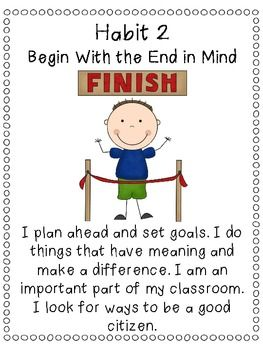 Habit 2
Begin With the End in Mind
FINISH
I plan ahead and set goals. I do
things that have meaning and
make a difference. I am an
important part of my classroom.
I look for ways to be a good
citizen.